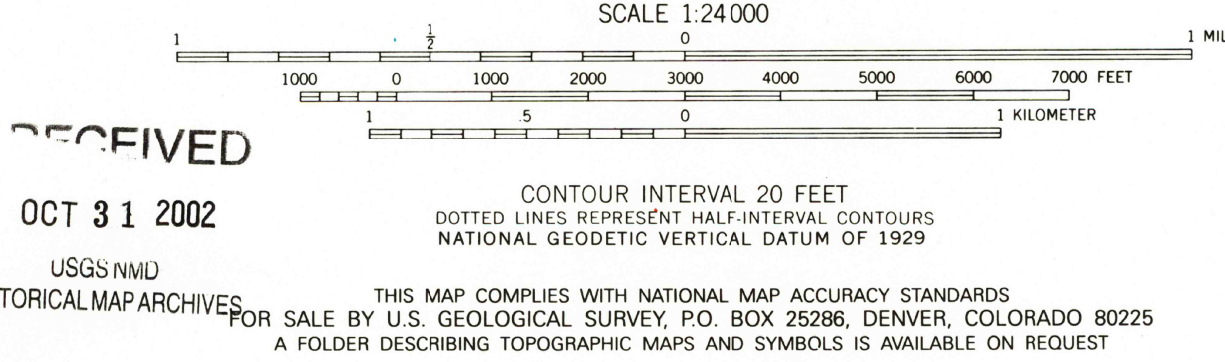 SCALE 1:24 000
1 ½ 0 1 MIL
1000 0 1000 2000 3000 4000 5000 6000 7000 FEET
1 .5 0 1 KILOMETER
RECEIVED
OCT 31 2002
USGS NMD
TORICAL MAP ARCHIVES
CONTOUR INTERVAL 20 FEET
DOTTED LINES REPRESENT HALF-INTERVAL CONTOURS
NATIONAL GEODETIC VERTICAL DATUM OF 1929
THIS MAP COMPLIES WITH NATIONAL MAP ACCURACY STANDARDS
FOR SALE BY U.S. GEOLOGICAL SURVEY, P.O. BOX 25286, DENVER, COLORADO 80225
A FOLDER DESCRIBING TOPOGRAPHIC MAPS AND SYMBOLS IS AVAILABLE ON REQUEST